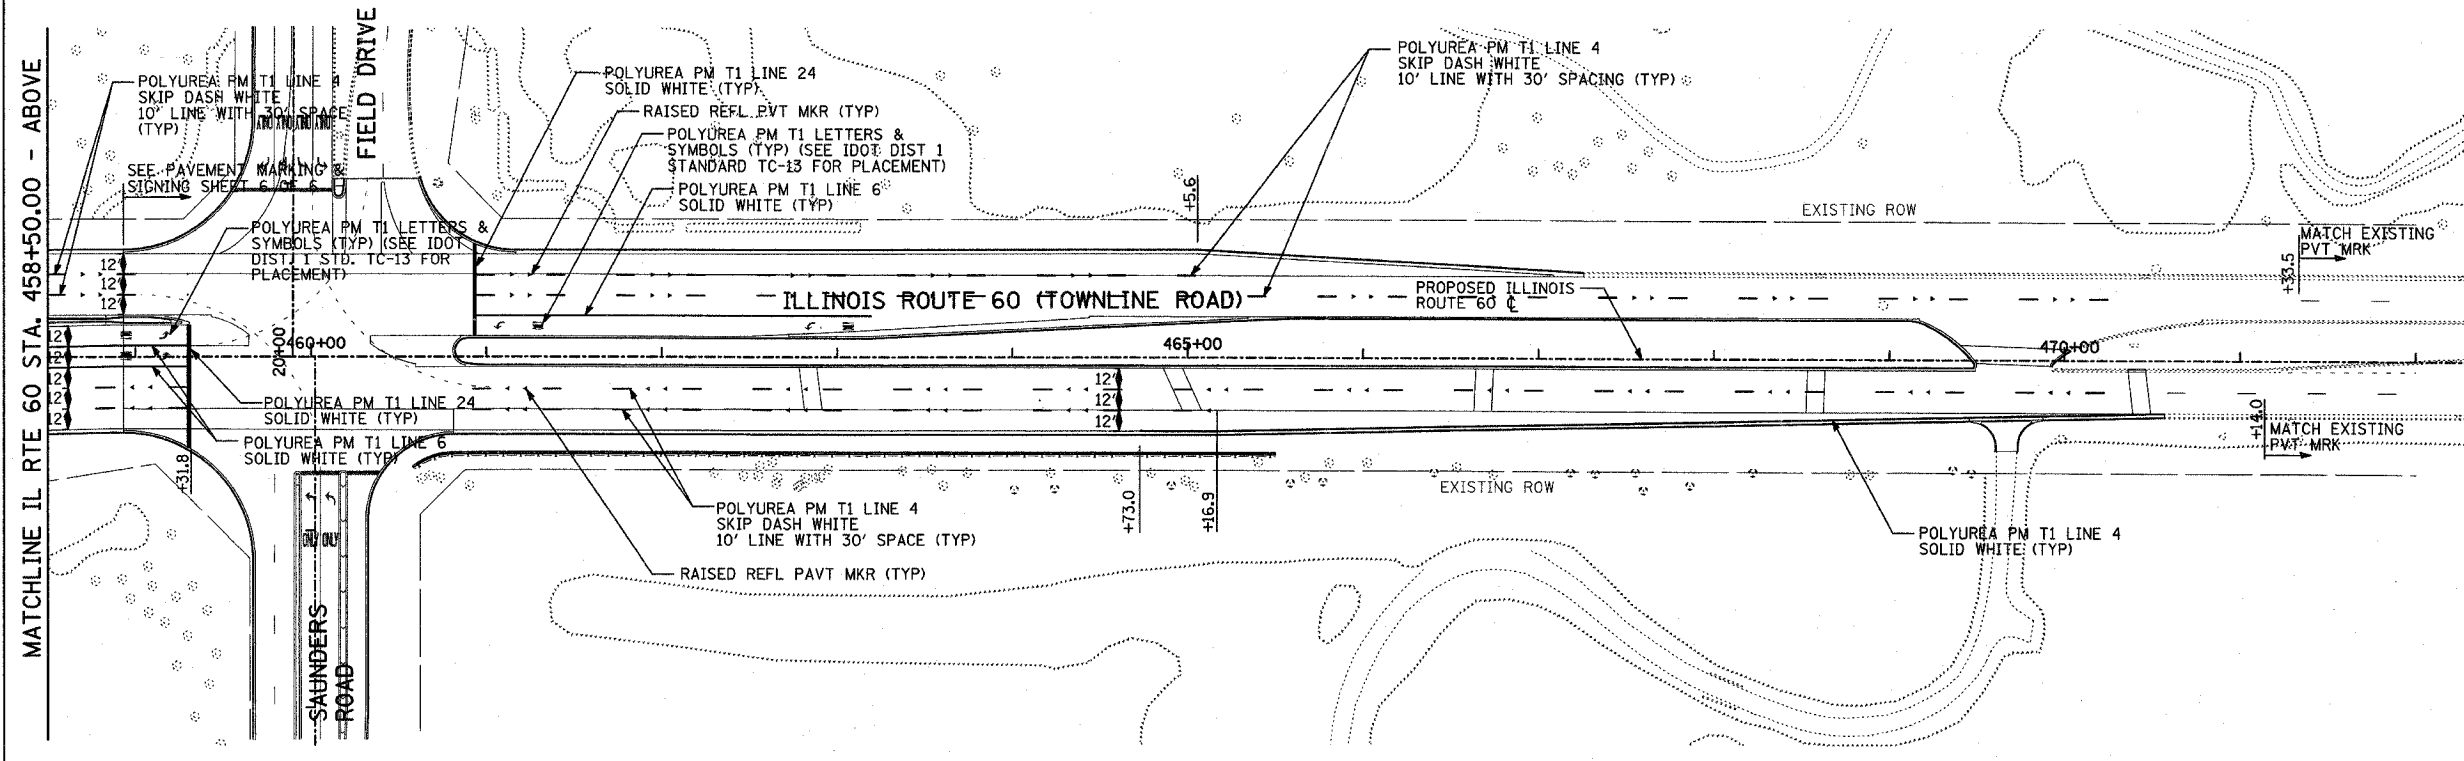 MATCHLINE IL RTE 60 STA. 458+50.00 - ABOVE
POLYUREA PM T1 LINE 4
SKIP DASH WHITE
10' LINE WITH 30' SPACE
(TYP)
SEE PAVEMENT MARKING &
SIGNING SHEET 6 OF 6
FIELD DRIVE
ONLY ONLY ONLY ONLY
POLYUREA PM T1 LETTERS &
SYMBOLS (TYP) (SEE IDOT
DIST. 1 STD. TC-13 FOR
PLACEMENT)
POLYUREA PM T1 LINE 24
SOLID WHITE (TYP)
RAISED REFL PVT MKR (TYP)
POLYUREA PM T1 LETTERS &
SYMBOLS (TYP) (SEE IDOT DIST 1
STANDARD TC-13 FOR PLACEMENT)
POLYUREA PM T1 LINE 6
SOLID WHITE (TYP)
POLYUREA PM T1 LINE 4
SKIP DASH WHITE
10' LINE WITH 30' SPACING (TYP)
+5.6
EXISTING ROW
MATCH EXISTING
PVT MRK
+33.5
12'
12'
12'
ILLINOIS ROUTE 60 (TOWNLINE ROAD)
PROPOSED ILLINOIS
ROUTE 60 ℄
12'
12'
12'
12'
12'
20+00
460+00
465+00
470+00
12'
12'
12'
POLYUREA PM T1 LINE 24
SOLID WHITE (TYP)
POLYUREA PM T1 LINE 6
SOLID WHITE (TYP)
+31.8
+14.0
MATCH EXISTING
PVT MRK
+73.0
+16.9
EXISTING ROW
POLYUREA PM T1 LINE 4
SKIP DASH WHITE
10' LINE WITH 30' SPACE (TYP)
RAISED REFL PAVT MKR (TYP)
POLYUREA PM T1 LINE 4
SOLID WHITE (TYP)
ONLY ONLY
SAUNDERS
ROAD